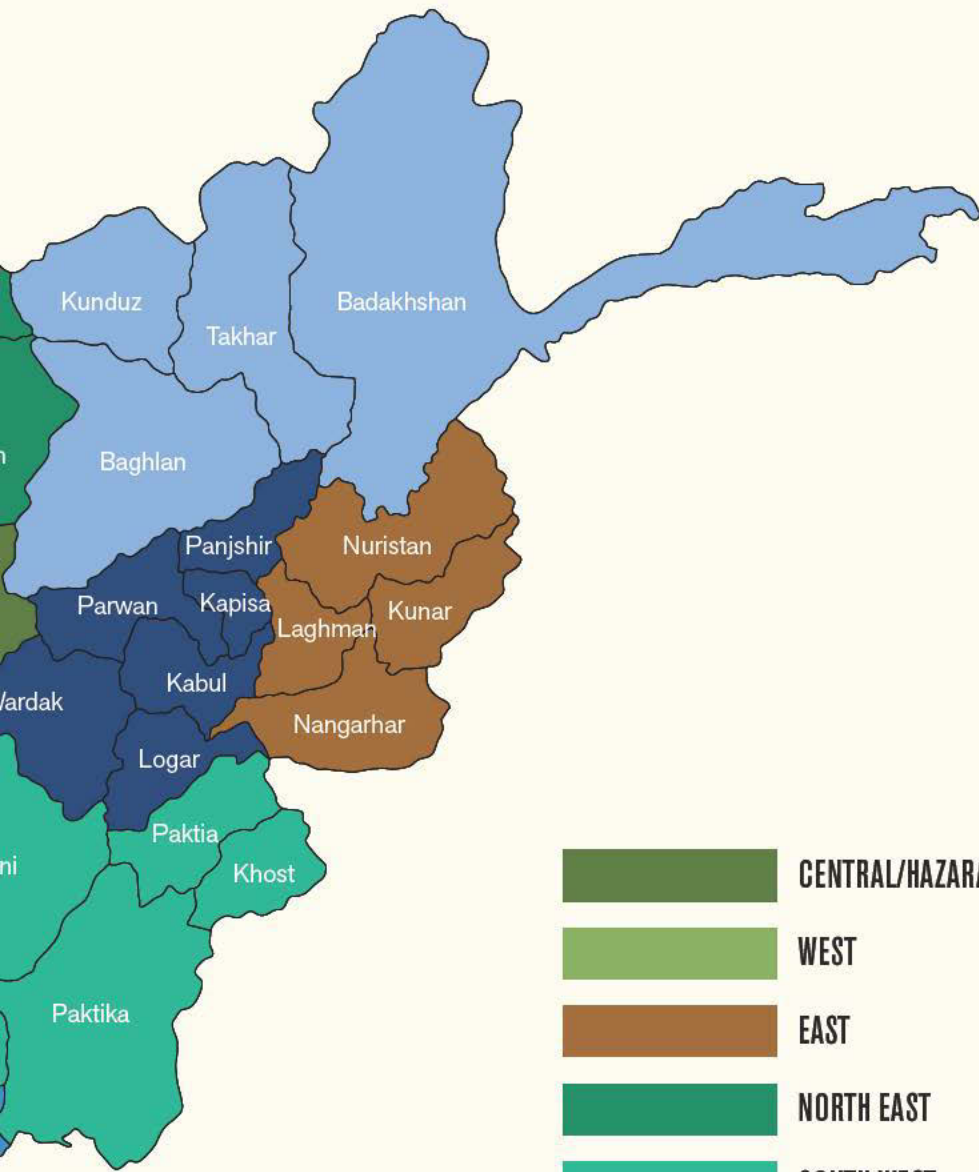 Kunduz
Badakhshan
Takhar
Baghlan
Panjshir
Nuristan
Parwan
Kapisa
Kunar
Laghman
Kabul
Nangarhar
Logar
Paktia
Khost
Paktika
CENTRAL/HAZARA
WEST
EAST
NORTH EAST